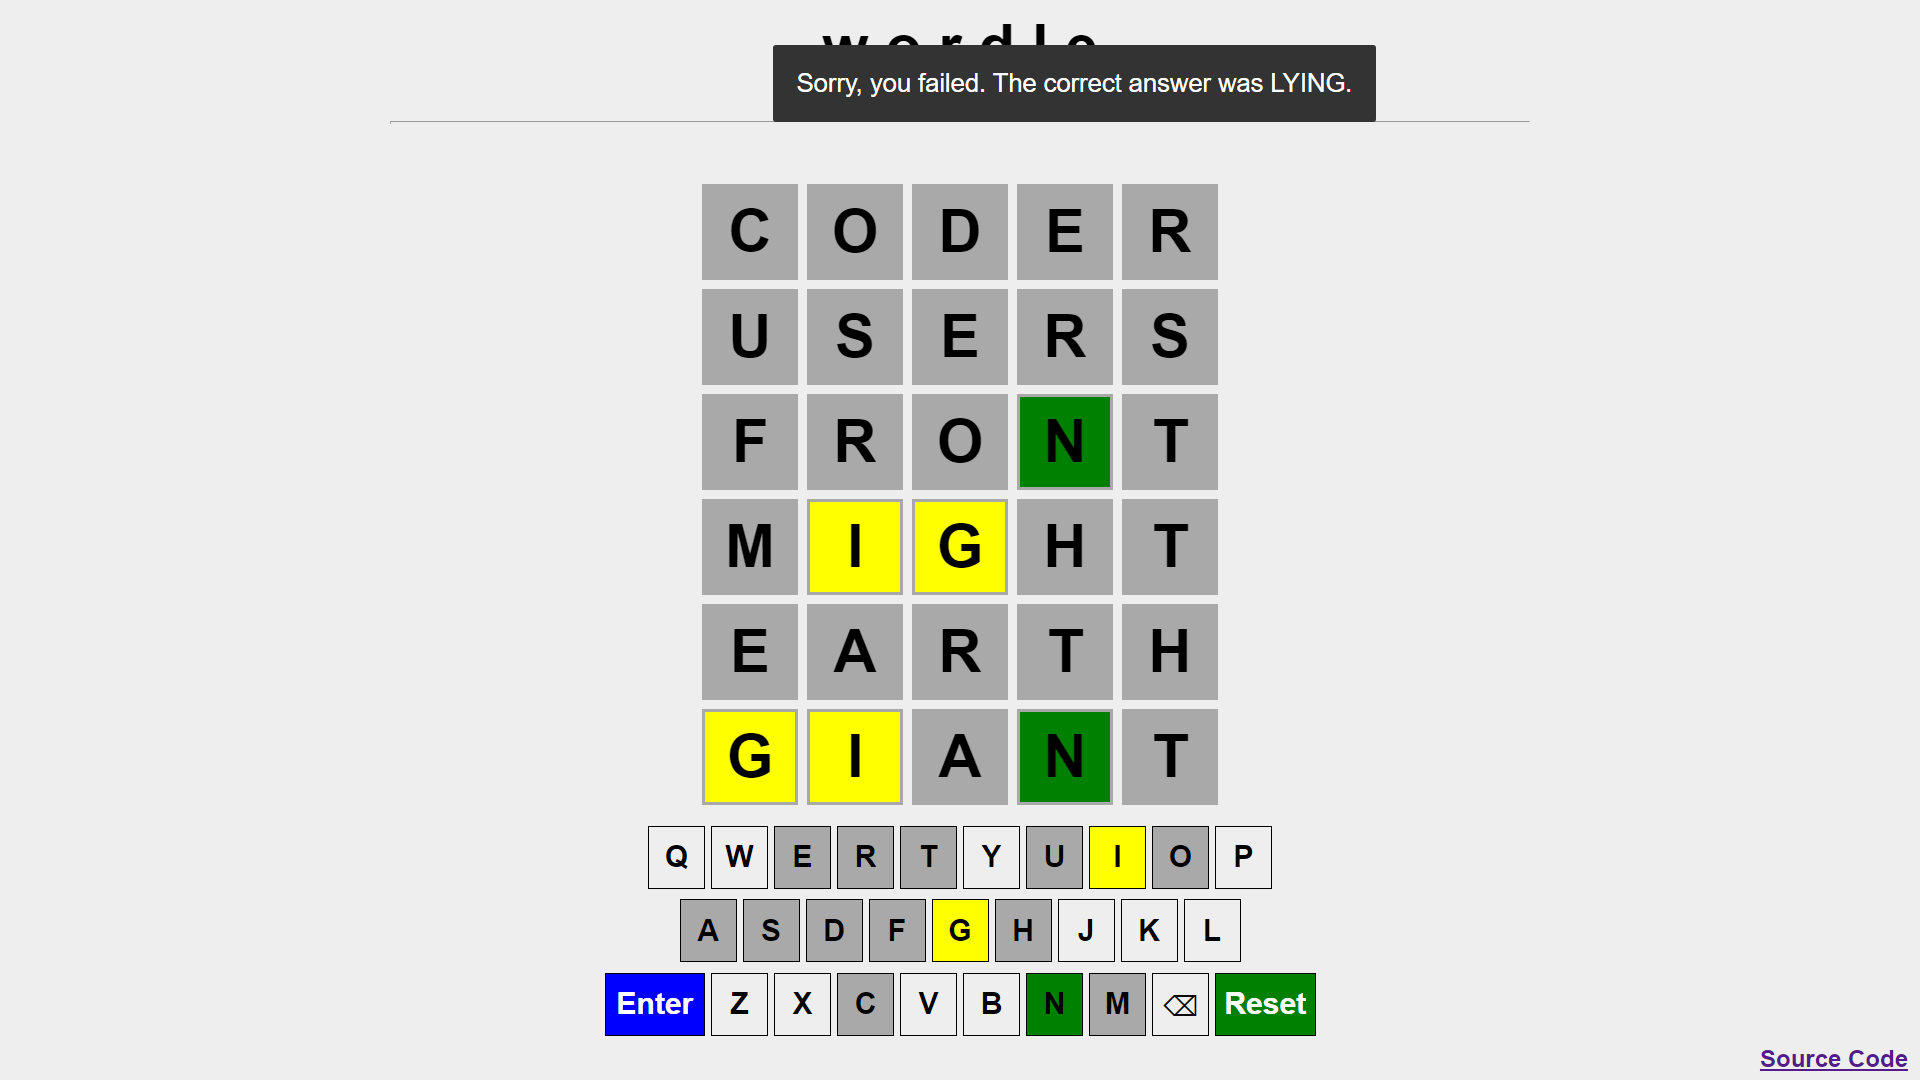 wordle
Sorry, you failed. The correct answer was LYING.
C O D E R
U S E R S
F R O N T
M I G H T
E A R T H
G I A N T
Q W E R T Y U I O P
A S D F G H J K L
Enter Z X C V B N M ⌫ Reset
Source Code